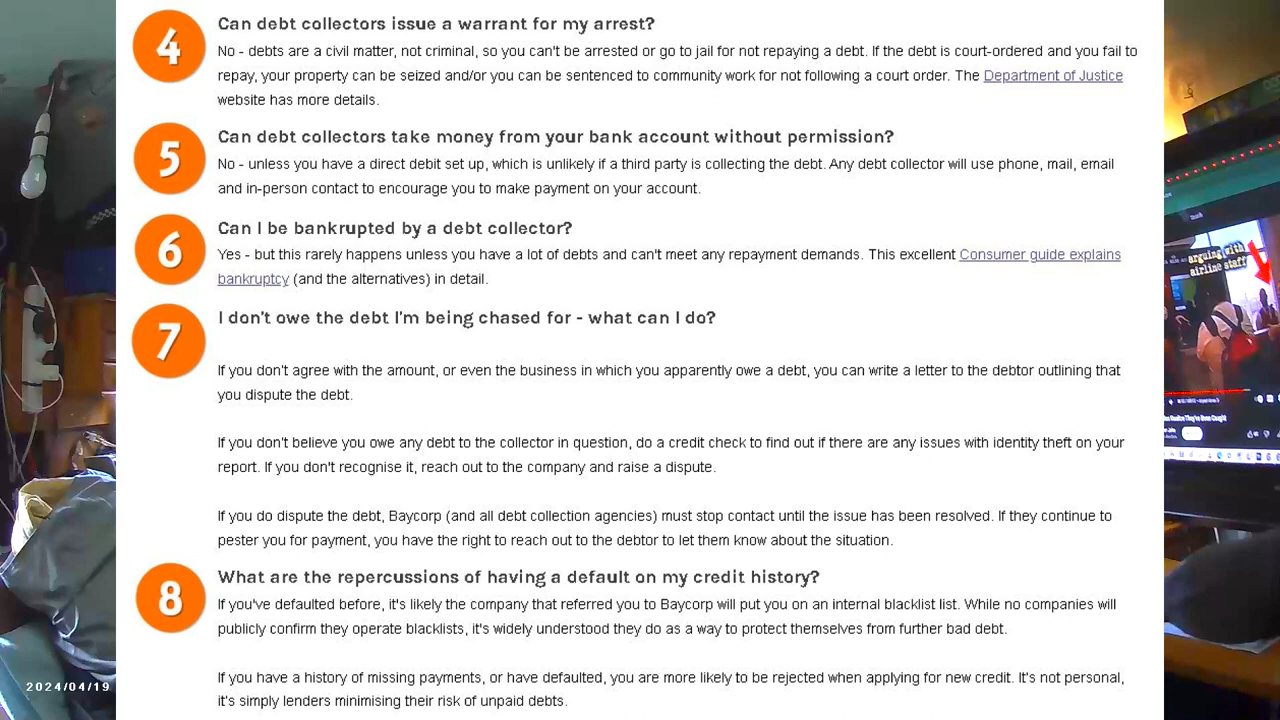 4
Can debt collectors issue a warrant for my arrest?
No - debts are a civil matter, not criminal, so you can't be arrested or go to jail for not repaying a debt. If the debt is court-ordered and you fail to
repay, your property can be seized and/or you can be sentenced to community work for not following a court order. The Department of Justice
website has more details.
5
Can debt collectors take money from your bank account without permission?
No - unless you have a direct debit set up, which is unlikely if a third party is collecting the debt. Any debt collector will use phone, mail, email
and in-person contact to encourage you to make payment on your account.
6
Can I be bankrupted by a debt collector?
Yes - but this rarely happens unless you have a lot of debts and can't meet any repayment demands. This excellent Consumer guide explains
bankruptcy (and the alternatives) in detail.
arguing with
airline staff
7
I don't owe the debt I'm being chased for - what can I do?
If you don't agree with the amount, or even the business in which you apparently owe a debt, you can write a letter to the debtor outlining that
you dispute the debt.
If you don't believe you owe any debt to the collector in question, do a credit check to find out if there are any issues with identity theft on your
report. If you don't recognise it, reach out to the company and raise a dispute.
If you do dispute the debt, Baycorp (and all debt collection agencies) must stop contact until the issue has been resolved. If they continue to
pester you for payment, you have the right to reach out to the debtor to let them know about the situation.
8
What are the repercussions of having a default on my credit history?
If you've defaulted before, it's likely the company that referred you to Baycorp will put you on an internal blacklist list. While no companies will
publicly confirm they operate blacklists, it's widely understood they do as a way to protect themselves from further bad debt.
If you have a history of missing payments, or have defaulted, you are more likely to be rejected when applying for new credit. It's not personal,
it's simply lenders minimising their risk of unpaid debts.
2024/04/19